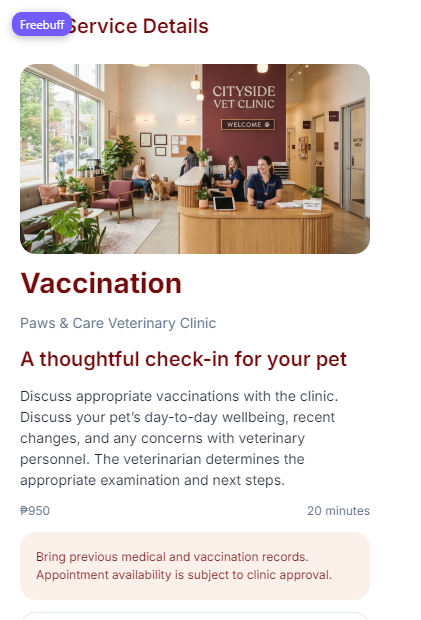 Freebuff
Service Details
CITYSIDE
VET CLINIC
WELCOME
Vaccination
Paws & Care Veterinary Clinic
A thoughtful check-in for your pet
Discuss appropriate vaccinations with the clinic.
Discuss your pet’s day-to-day wellbeing, recent
changes, and any concerns with veterinary
personnel. The veterinarian determines the
appropriate examination and next steps.
₱950 20 minutes
Bring previous medical and vaccination records.
Appointment availability is subject to clinic approval.